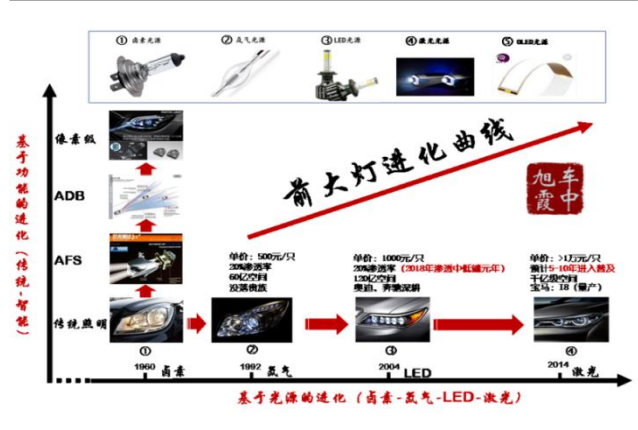 ① 卤素光源
② 氙气光源
③ LED光源
④ 激光光源
⑤ OLED光源
前大灯进化曲线
旭霞
车中
基于功能的进化（传统-智能）
像素级
ADB
AFS
传统照明
单价：500元/只
20%渗透率
60亿空间
没落贵族
单价：1000元/只
20%渗透率（2018年渗透中低端元年）
120亿空间
奥迪、奔驰深耕
单价：>1万元/只
预计5-10年进入普及
千亿级空间
宝马：I8（量产）
①
②
③
④
1960 卤素
1992 氙气
2004 LED
2014 激光
基于光源的进化（卤素-氙气-LED-激光）